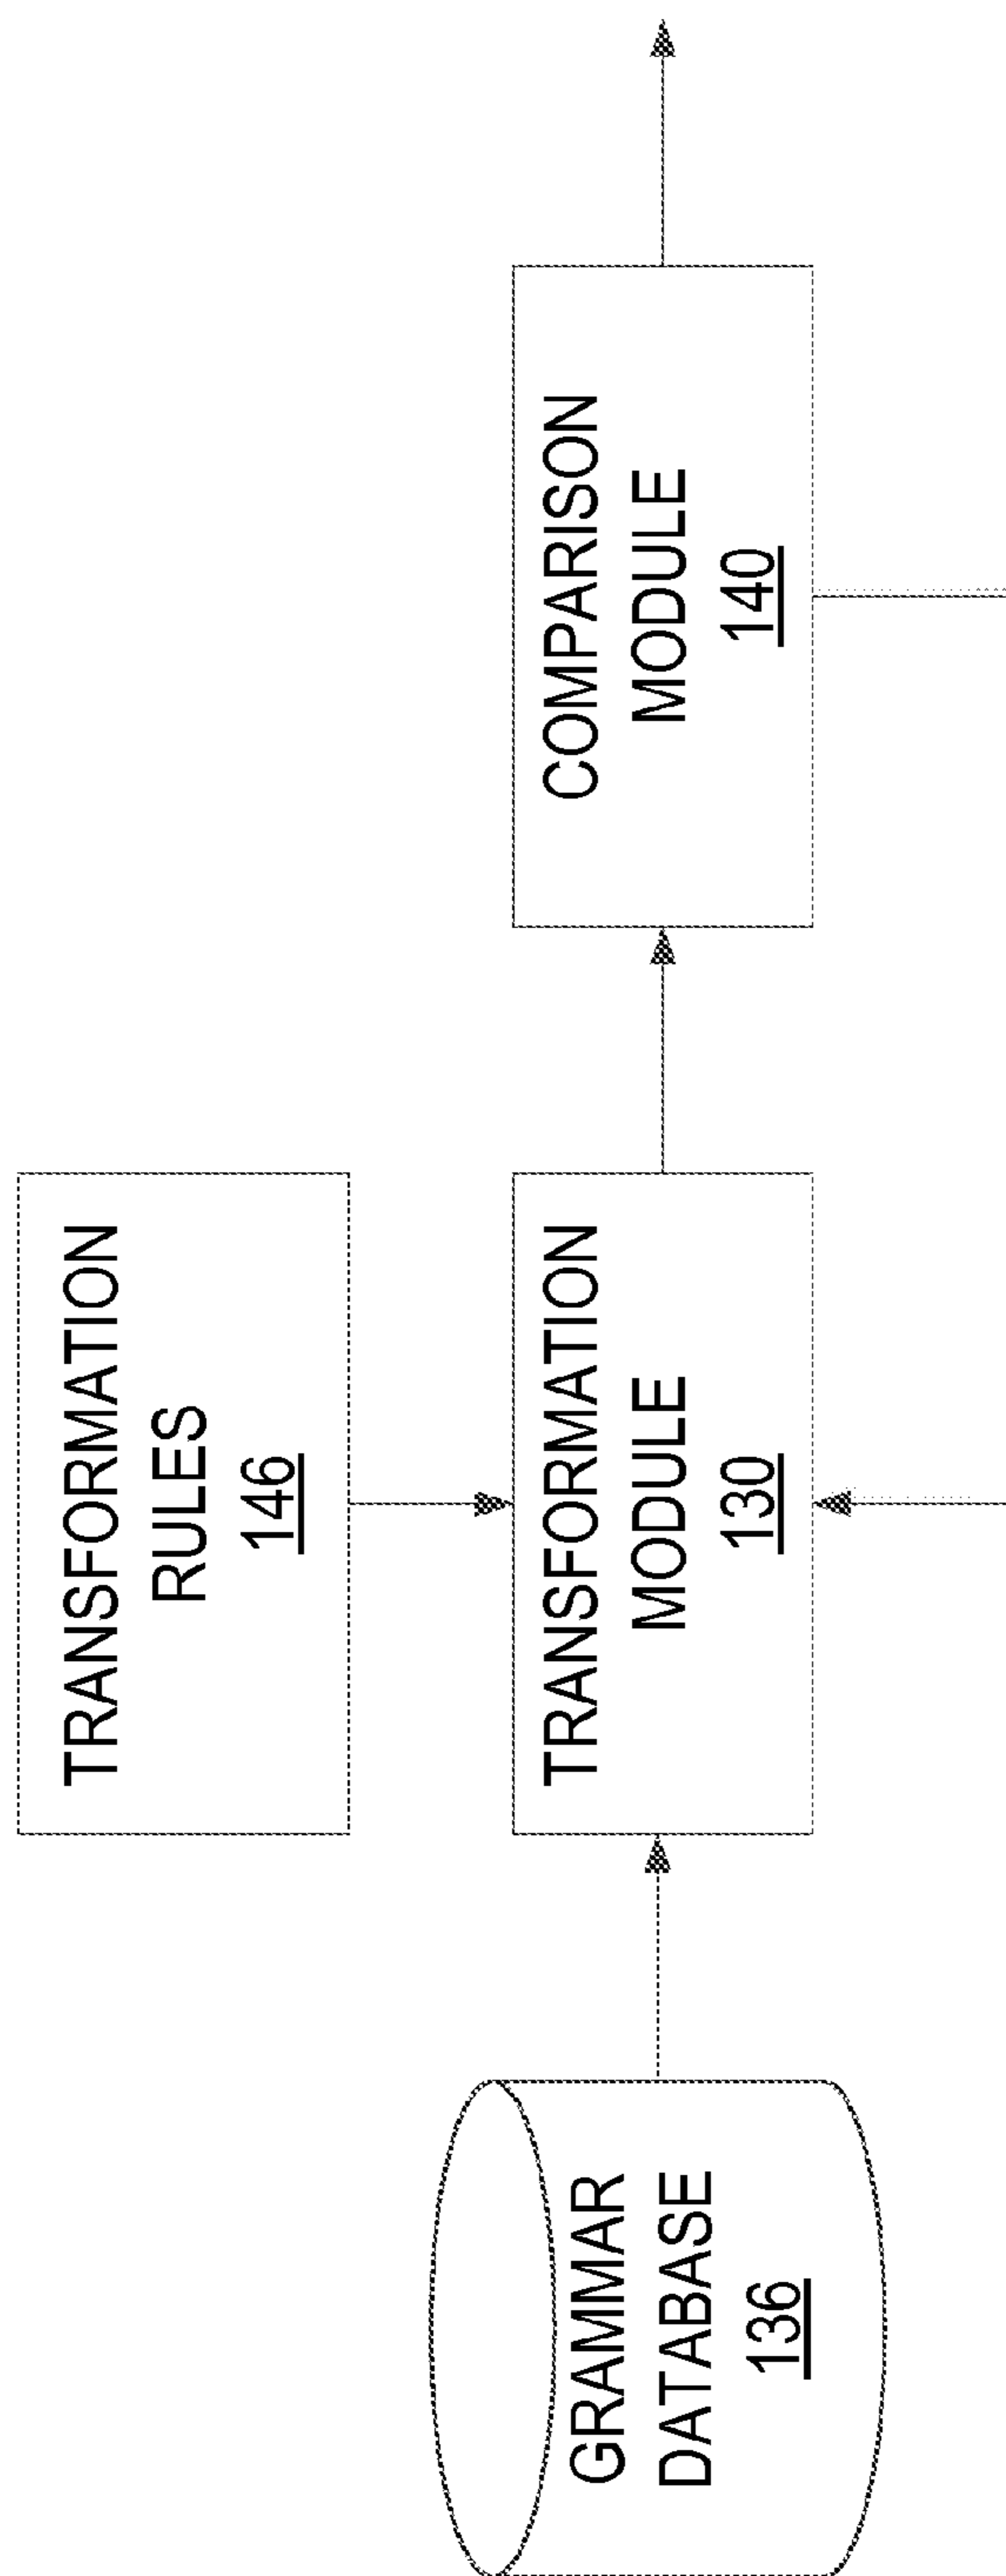 TRANSFORMATION
RULES
146
GRAMMAR
DATABASE
136
TRANSFORMATION
MODULE
130
COMPARISON
MODULE
140